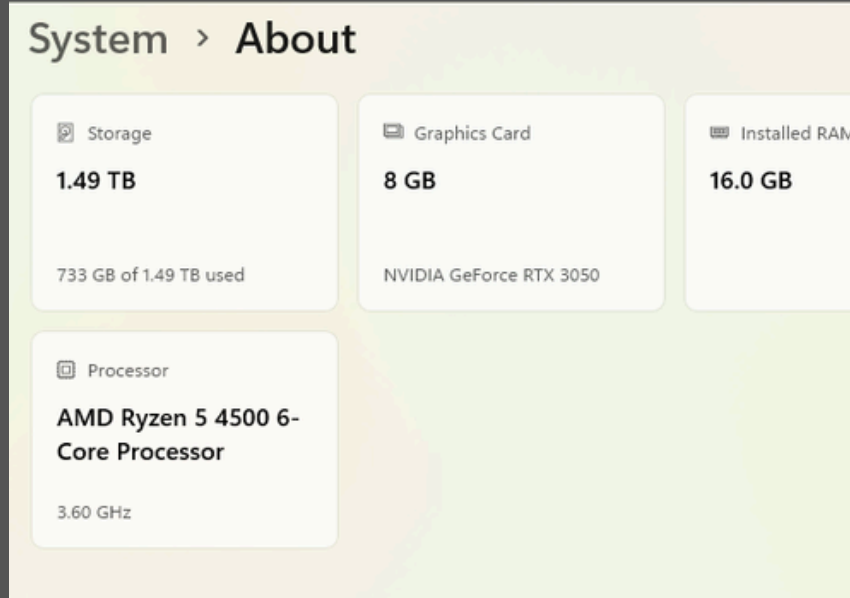 System > About
Storage
1.49 TB
733 GB of 1.49 TB used
Graphics Card
8 GB
NVIDIA GeForce RTX 3050
Installed RAM
16.0 GB
Processor
AMD Ryzen 5 4500 6-
Core Processor
3.60 GHz